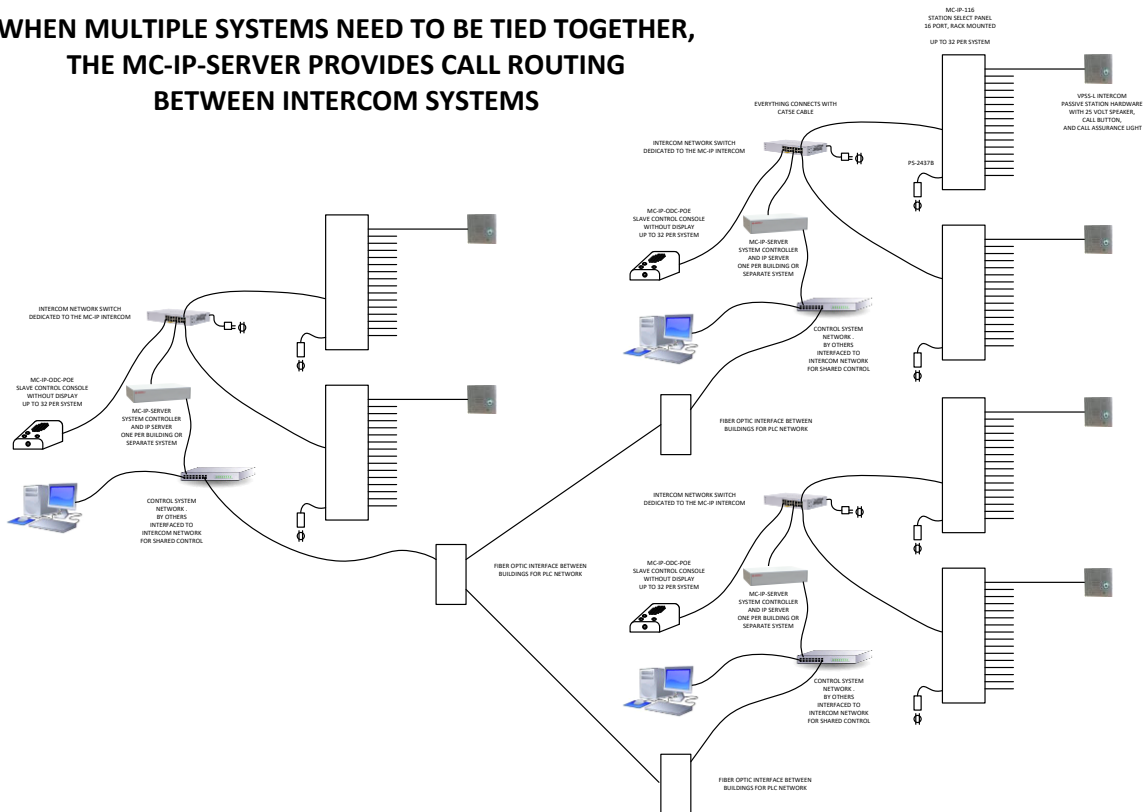 WHEN MULTIPLE SYSTEMS NEED TO BE TIED TOGETHER,
THE MC-IP-SERVER PROVIDES CALL ROUTING
BETWEEN INTERCOM SYSTEMS
MC-IP-116
STATION SELECT PANEL
16 PORT, RACK MOUNTED
UP TO 32 PER SYSTEM
VPSS-L INTERCOM
PASSIVE STATION HARDWARE
WITH 25 VOLT SPEAKER,
CALL BUTTON,
AND CALL ASSURANCE LIGHT
EVERYTHING CONNECTS WITH
CAT5E CABLE
INTERCOM NETWORK SWITCH
DEDICATED TO THE MC-IP INTERCOM
PS-2437B
MC-IP-ODC-POE
SLAVE CONTROL CONSOLE
WITHOUT DISPLAY
UP TO 32 PER SYSTEM
MC-IP-SERVER
SYSTEM CONTROLLER
AND IP SERVER
ONE PER BUILDING OR
SEPARATE SYSTEM
CONTROL SYSTEM
NETWORK .
BY OTHERS
INTERFACED TO
INTERCOM NETWORK
FOR SHARED CONTROL
INTERCOM NETWORK SWITCH
DEDICATED TO THE MC-IP INTERCOM
MC-IP-ODC-POE
SLAVE CONTROL CONSOLE
WITHOUT DISPLAY
UP TO 32 PER SYSTEM
MC-IP-SERVER
SYSTEM CONTROLLER
AND IP SERVER
ONE PER BUILDING OR
SEPARATE SYSTEM
CONTROL SYSTEM
NETWORK .
BY OTHERS
INTERFACED TO
INTERCOM NETWORK
FOR SHARED CONTROL
FIBER OPTIC INTERFACE BETWEEN
BUILDINGS FOR PLC NETWORK
INTERCOM NETWORK SWITCH
DEDICATED TO THE MC-IP INTERCOM
FIBER OPTIC INTERFACE BETWEEN
BUILDINGS FOR PLC NETWORK
MC-IP-ODC-POE
SLAVE CONTROL CONSOLE
WITHOUT DISPLAY
UP TO 32 PER SYSTEM
MC-IP-SERVER
SYSTEM CONTROLLER
AND IP SERVER
ONE PER BUILDING OR
SEPARATE SYSTEM
CONTROL SYSTEM
NETWORK .
BY OTHERS
INTERFACED TO
INTERCOM NETWORK
FOR SHARED CONTROL
FIBER OPTIC INTERFACE BETWEEN
BUILDINGS FOR PLC NETWORK